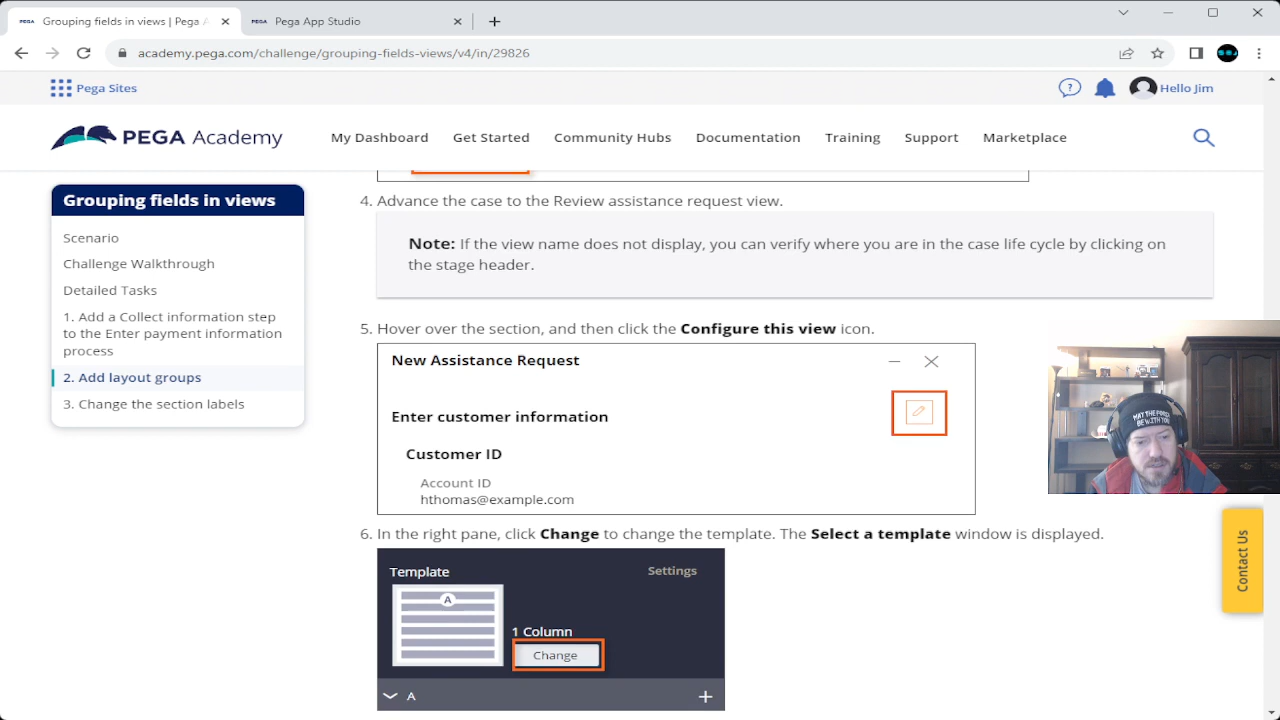 Grouping fields in views | Pega A
Pega App Studio
academy.pega.com/challenge/grouping-fields-views/v4/in/29826
Pega Sites
Hello Jim
PEGA Academy
My Dashboard
Get Started
Community Hubs
Documentation
Training
Support
Marketplace
Grouping fields in views
Scenario
Challenge Walkthrough
Detailed Tasks
1. Add a Collect information step
to the Enter payment information
process
2. Add layout groups
3. Change the section labels
4. Advance the case to the Review assistance request view.
Note: If the view name does not display, you can verify where you are in the case life cycle by clicking on
the stage header.
5. Hover over the section, and then click the Configure this view icon.
New Assistance Request
Enter customer information
Customer ID
Account ID
hthomas@example.com
6. In the right pane, click Change to change the template. The Select a template window is displayed.
Template
Settings
A
1 Column
Change
A
MAY THE FORCE
BE WITH YOU
Contact Us